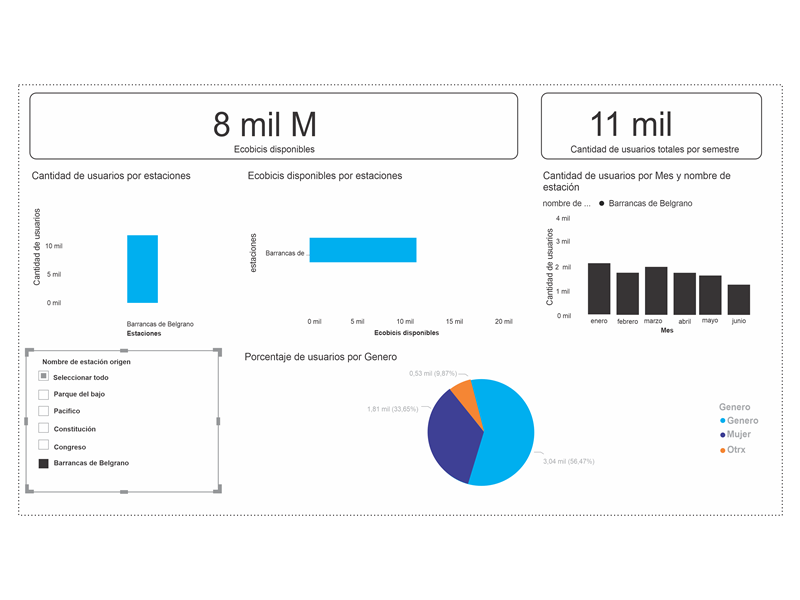 8 mil M
Ecobicis disponibles
11 mil
Cantidad de usuarios totales por semestre
Cantidad de usuarios por estaciones
Cantidad de usuarios
10 mil
5 mil
0 mil
Barrancas de Belgrano
Estaciones
Ecobicis disponibles por estaciones
estaciones
Barrancas de ..
0 mil
5 mil
10 mil
15 mil
20 mil
Ecobicis disponibles
Cantidad de usuarios por Mes y nombre de
estación
nombre de ...
Barrancas de Belgrano
Cantidad de usuarios
4 mil
3 mil
2 mil
1 mil
0 mil
enero
febrero
marzo
abril
mayo
junio
Mes
Nombre de estación origen
Seleccionar todo
Parque del bajo
Pacifico
Constitución
Congreso
Barrancas de Belgrano
Porcentaje de usuarios por Genero
0,53 mil (9,87%)
1,81 mil (33,65%)
3,04 mil (56.47%)
Genero
Genero
Mujer
Otrx